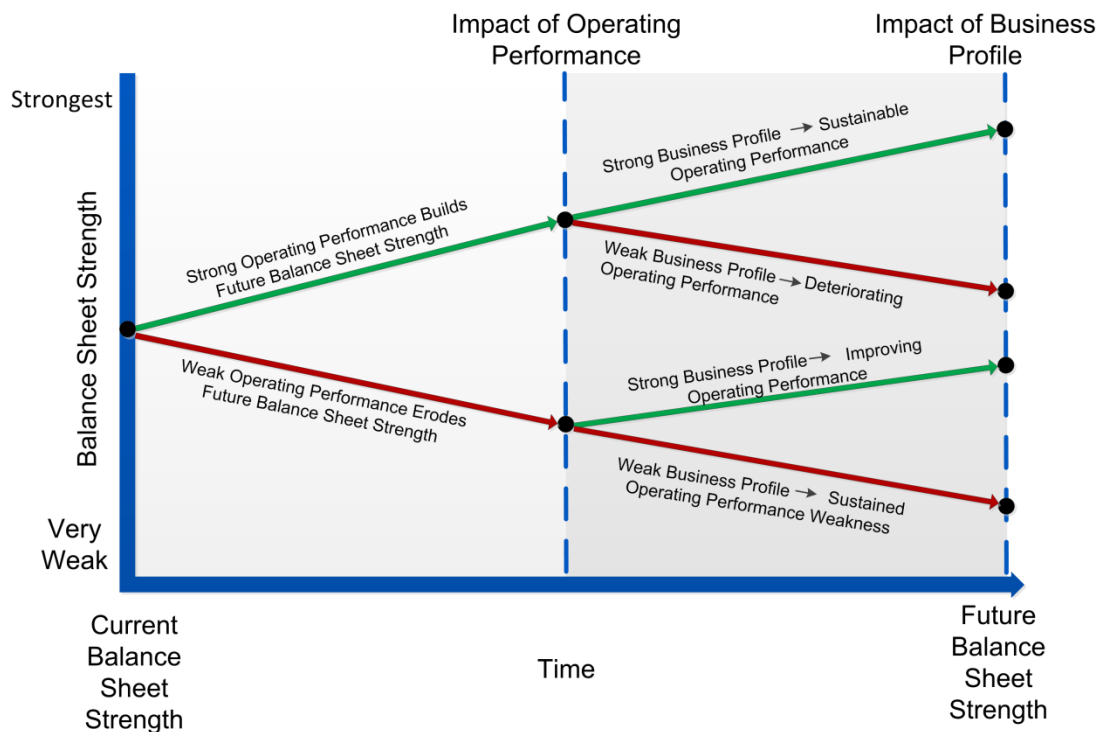 Impact of Operating
Performance
Impact of Business
Profile
Strongest
Balance Sheet Strength
Very
Weak
Strong Operating Performance Builds
Future Balance Sheet Strength
Weak Operating Performance Erodes
Future Balance Sheet Strength
Strong Business Profile → Sustainable
Operating Performance
Weak Business Profile → Deteriorating
Operating Performance
Strong Business Profile → Improving
Operating Performance
Weak Business Profile → Sustained
Operating Performance Weakness
Current
Balance
Sheet
Strength
Time
Future
Balance
Sheet
Strength